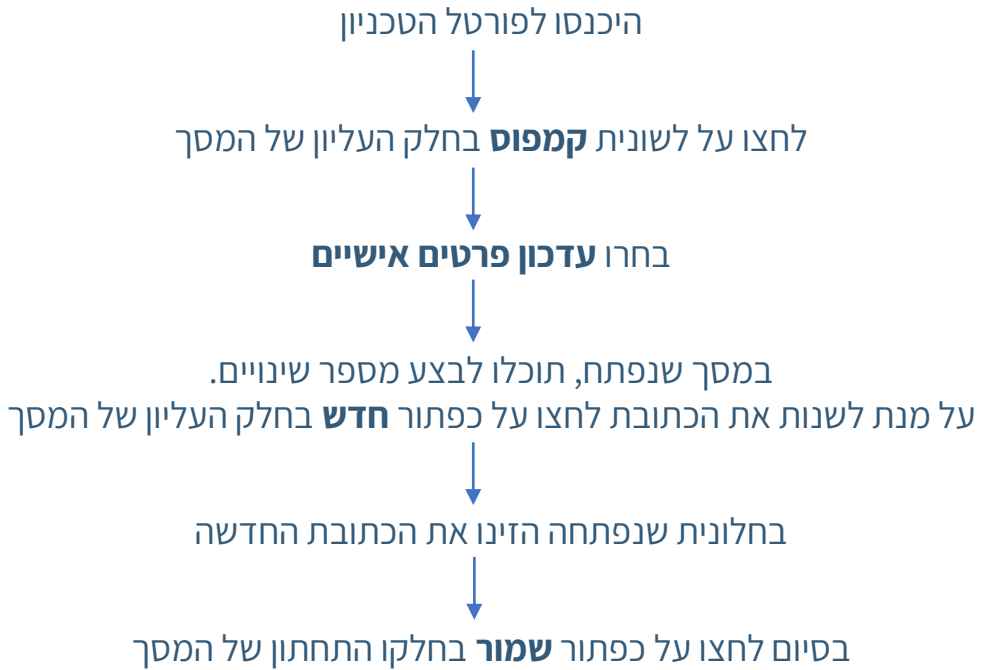 היכנסו לפורטל הטכניון
לחצו על לשונית קמפוס בחלק העליון של המסך
בחרו עדכון פרטים אישיים
במסך שנפתח, תוכלו לבצע מספר שינויים.
על מנת לשנות את הכתובת לחצו על כפתור חדש בחלק העליון של המסך
בחלונית שנפתחה הזינו את הכתובת החדשה
בסיום לחצו על כפתור שמור בחלקו התחתון של המסך